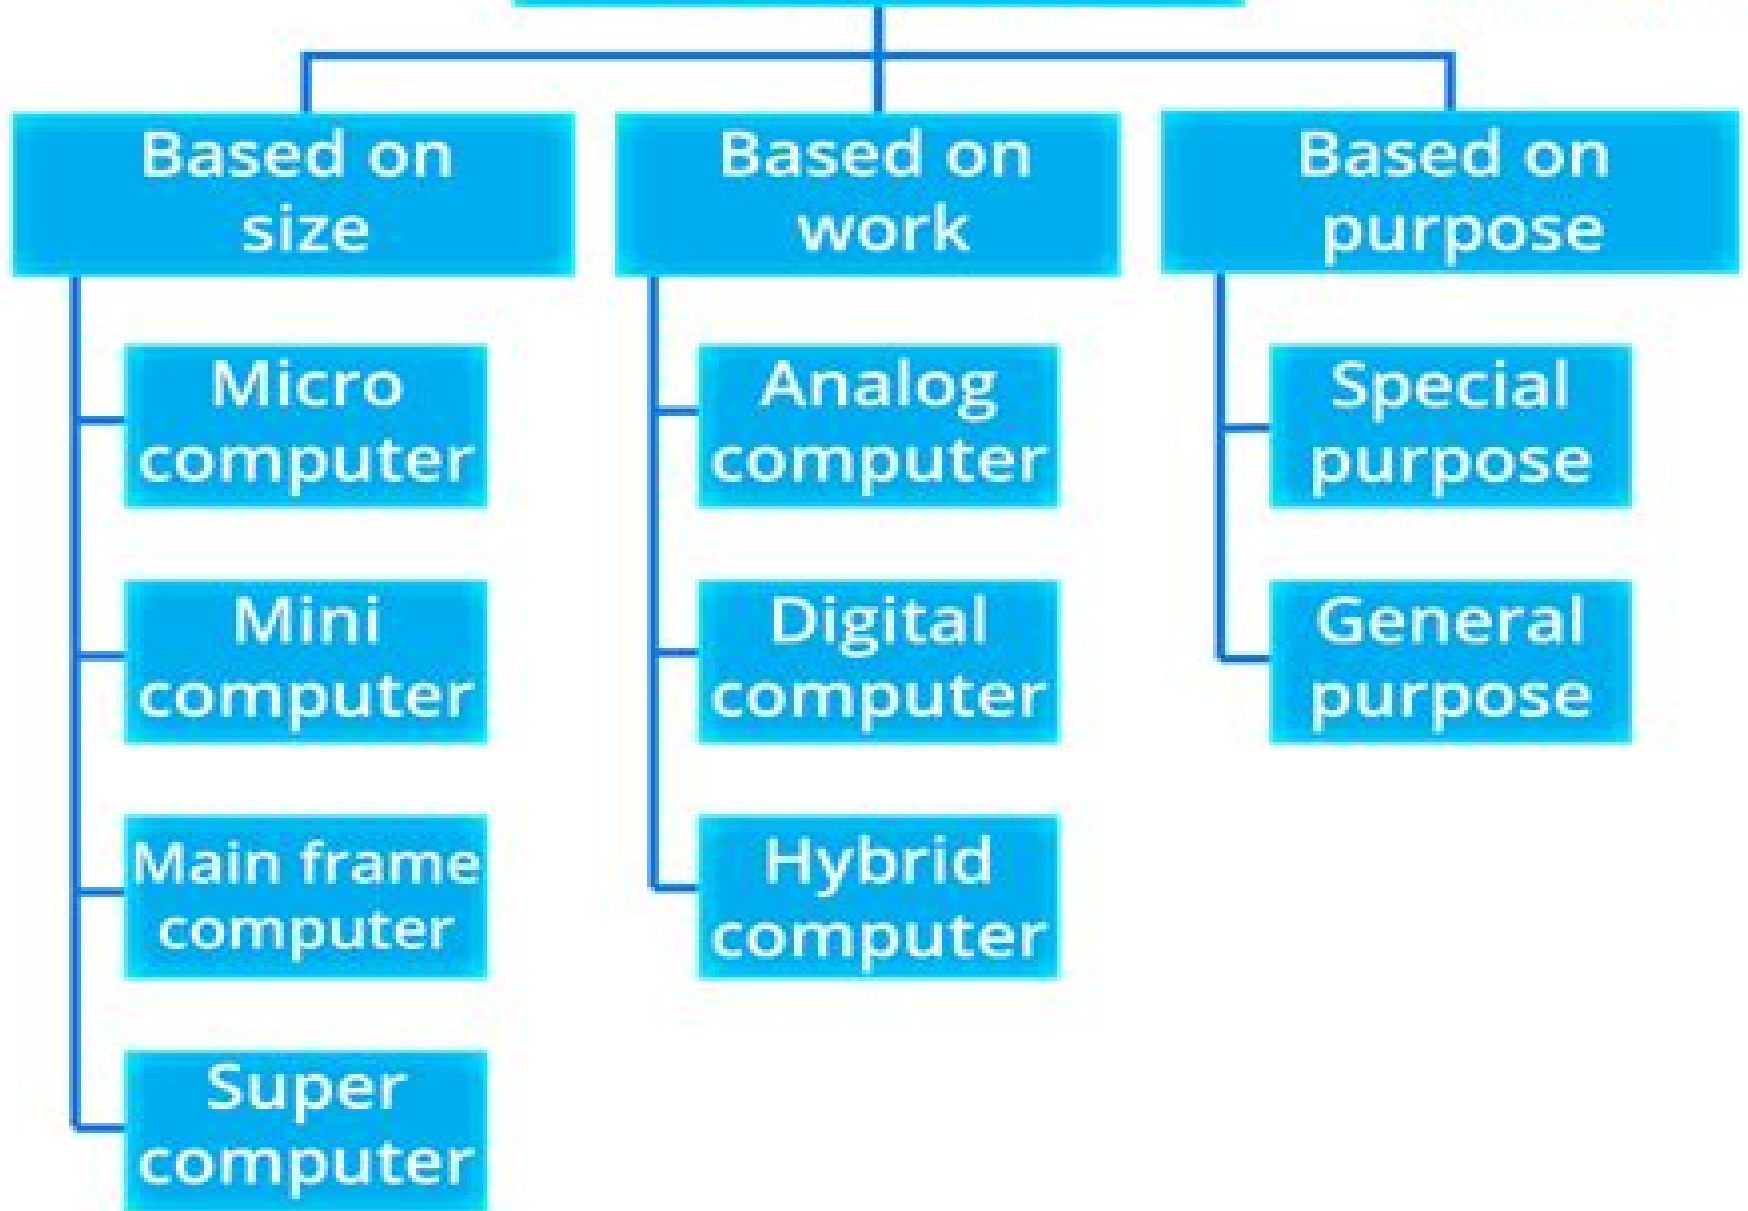 Based on
size
Based on
work
Based on
purpose
Micro
computer
Mini
computer
Main frame
computer
Super
computer
Analog
computer
Digital
computer
Hybrid
computer
Special
purpose
General
purpose